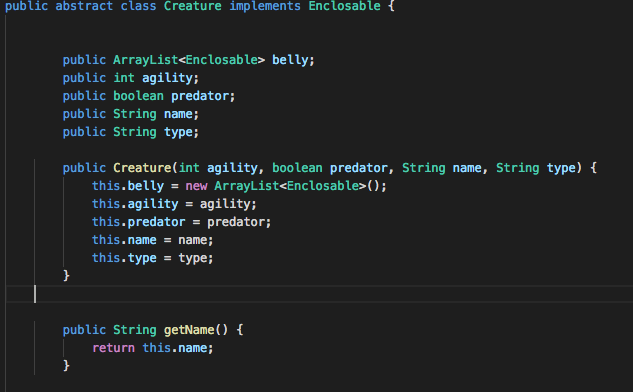 public abstract class Creature implements Enclosable {
public ArrayList<Enclosable> belly;
public int agility;
public boolean predator;
public String name;
public String type;
public Creature(int agility, boolean predator, String name, String type) {
this.belly = new ArrayList<Enclosable>();
this.agility = agility;
this.predator = predator;
this.name = name;
this.type = type;
}
public String getName() {
return this.name;
}